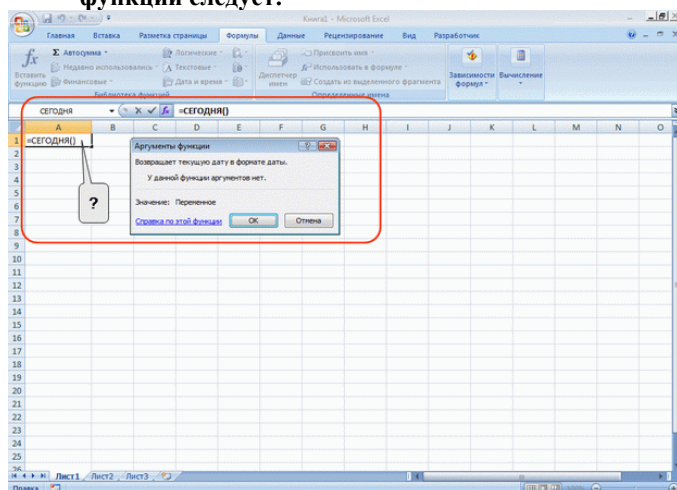 функции следует:
Книга1 - Microsoft Excel
Главная Вставка Разметка страницы Формулы Данные Рецензирование Вид Разработчик
fx Вставить функцию
Σ Автосумма
Недавно использовались
Финансовые
Логические
Текстовые
Дата и время
Библиотека функций
Диспетчер имен
Присвоить имя
Использовать в формуле
Создать из выделенного фрагмента
Определенные имена
Зависимости формул
Вычисление
СЕГОДНЯ fx =СЕГОДНЯ()
A B C D E F G H I J K L M N O
1 =СЕГОДНЯ()
2
3
4
5
6
7
8
9
10
11
12
13
14
15
16
17
18
19
20
21
22
23
24
25
26
?
Аргументы функции
Возвращает текущую дату в формате даты.
У данной функции аргументов нет.
Значение: Переменное
Справка по этой функции OK Отмена
Лист1 Лист2 Лист3
Правка 100%